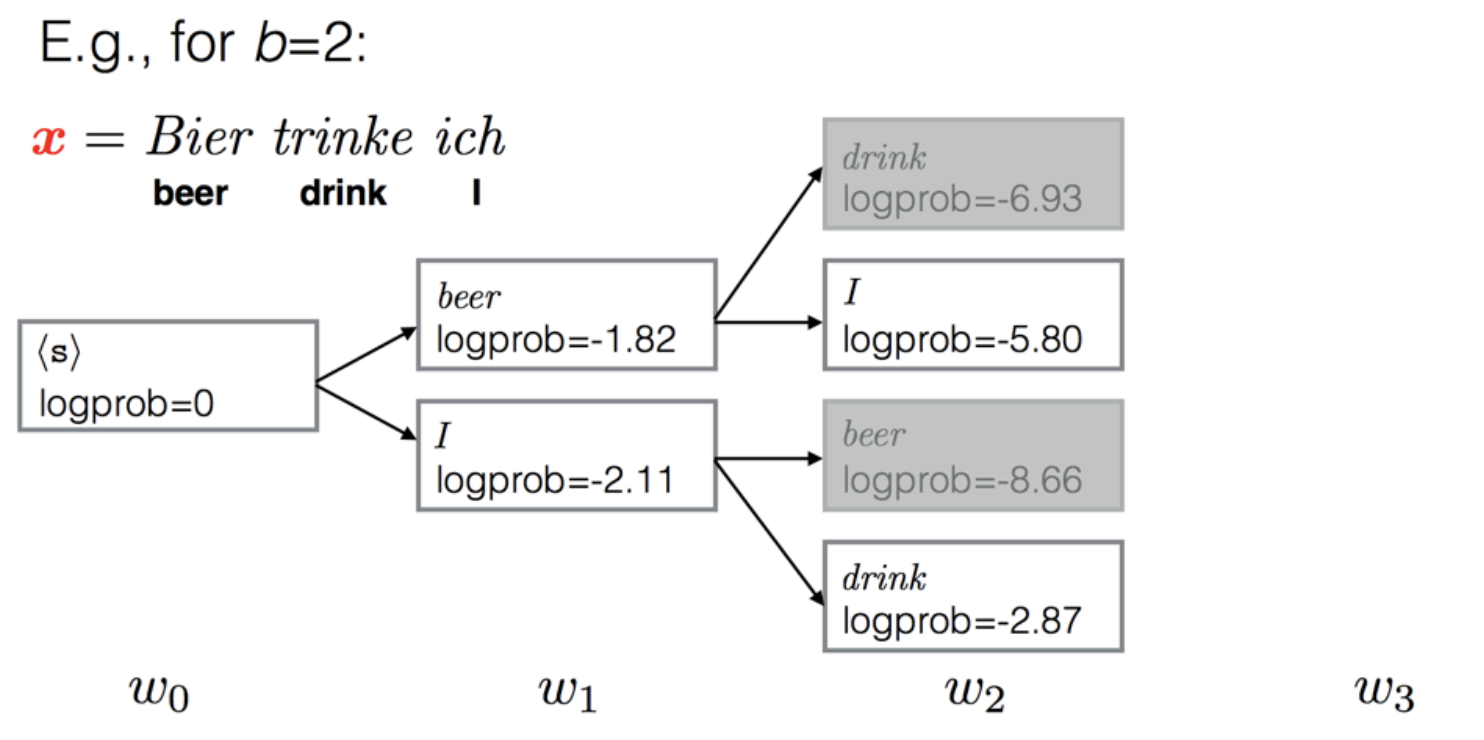 E.g., for b=2:
x = Bier trinke ich
beer drink I
⟨s⟩
logprob=0
beer
logprob=-1.82
I
logprob=-2.11
drink
logprob=-6.93
I
logprob=-5.80
beer
logprob=-8.66
drink
logprob=-2.87
w₀ w₁ w₂ w₃